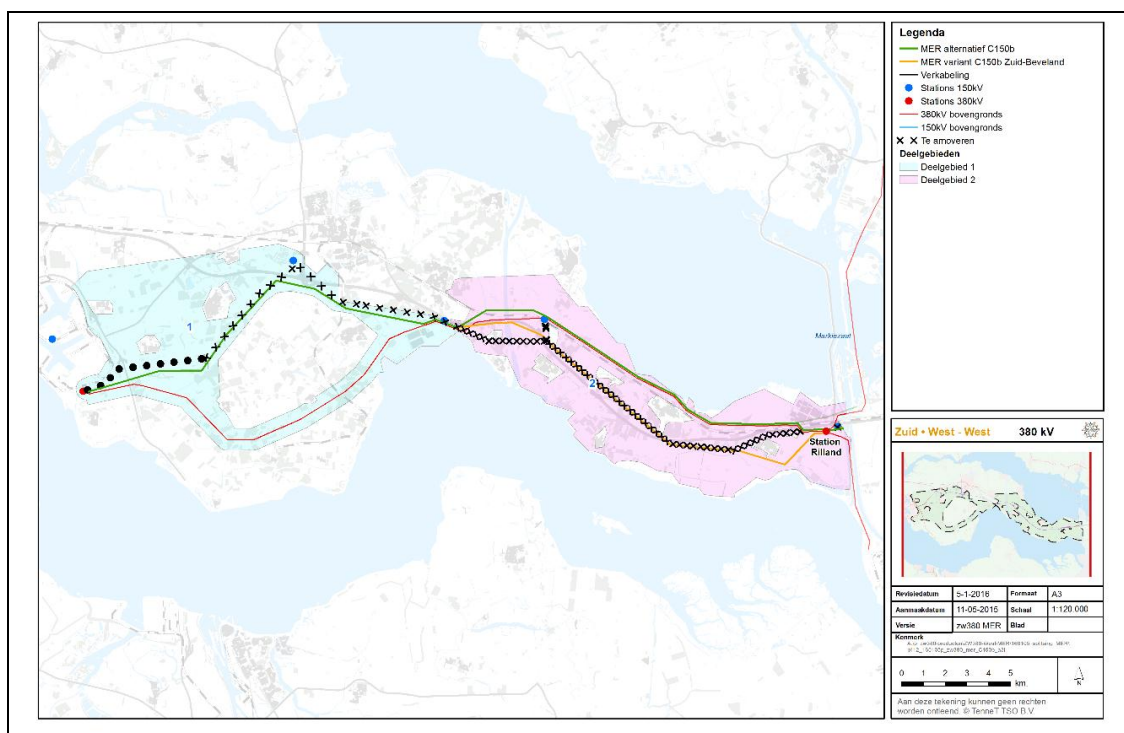 1
2
Markiezaat
Station
Rilland
Legenda
MER alternatief C150b
MER variant C150b Zuid-Beveland
Verkabeling
Stations 150kV
Stations 380kV
380kV bovengronds
150kV bovengronds
Te amoveren
Deelgebieden
Deelgebied 1
Deelgebied 2
Zuid • West - West 380 kV
Revisiedatum 5-1-2016 Formaat A3
Aanmaakdatum 11-05-2015 Schaal 1:120.000
Versie zw380 MER Blad
Kenmerk
0 1 2 3 4 5
km
N
Aan deze tekening kunnen geen rechten
worden ontleend. © TenneT TSO B.V.